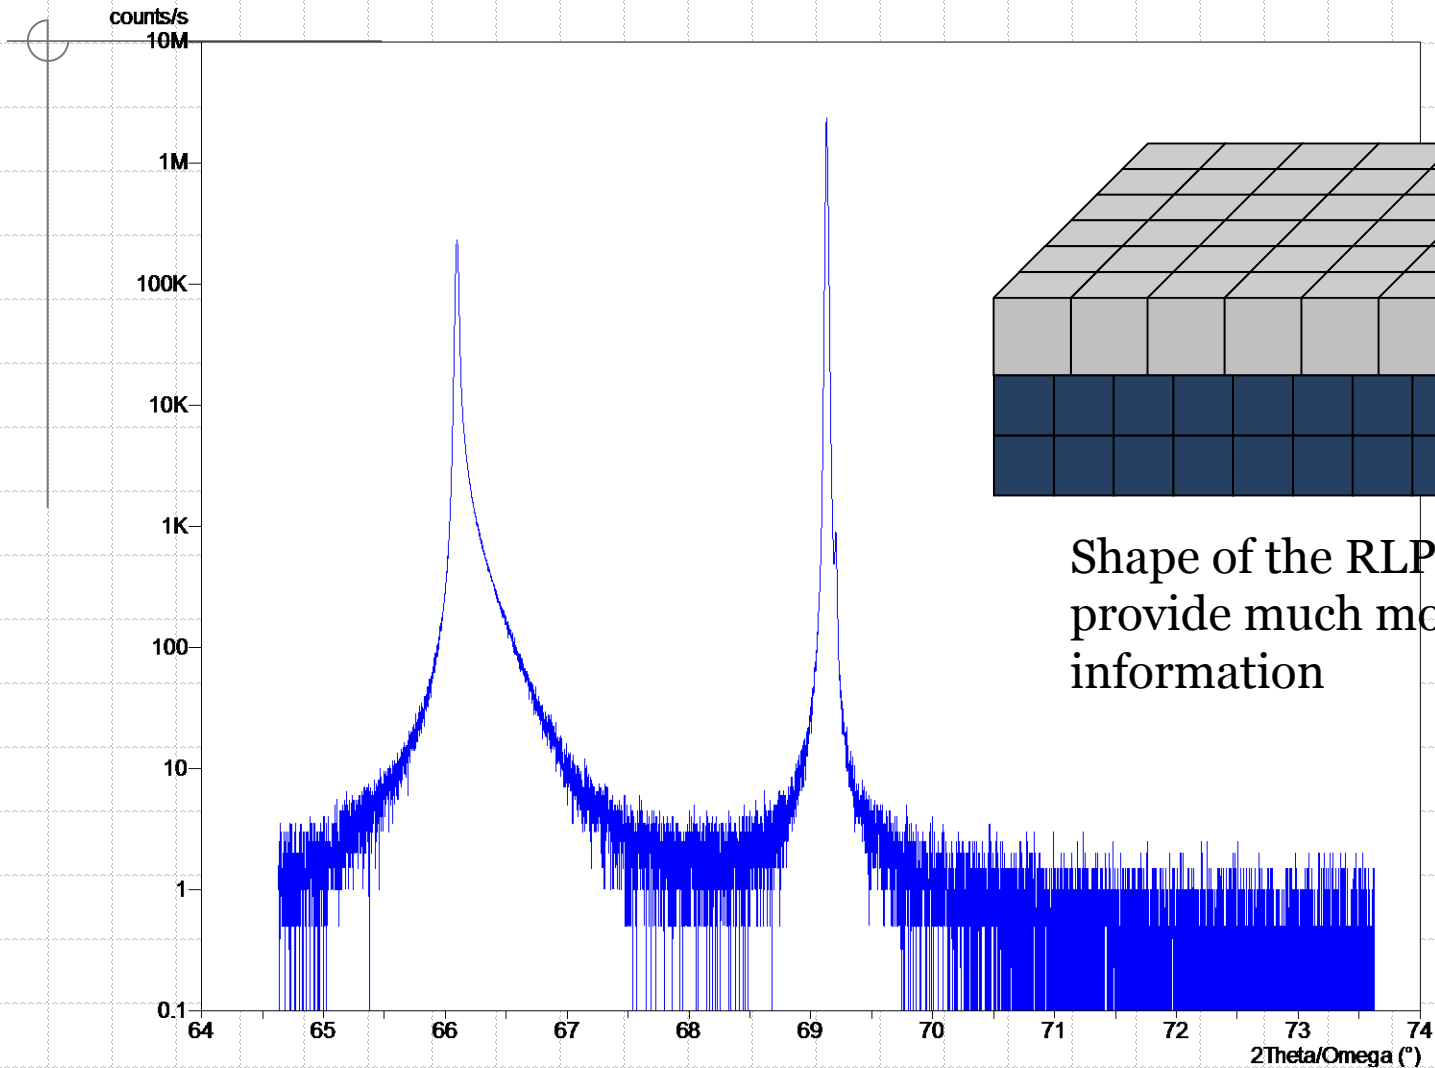 counts/s
10M
1M
100K
10K
1K
100
10
1
0.1
64 65 66 67 68 69 70 71 72 73 74
2Theta/Omega (°)
Shape of the RLP
provide much
information